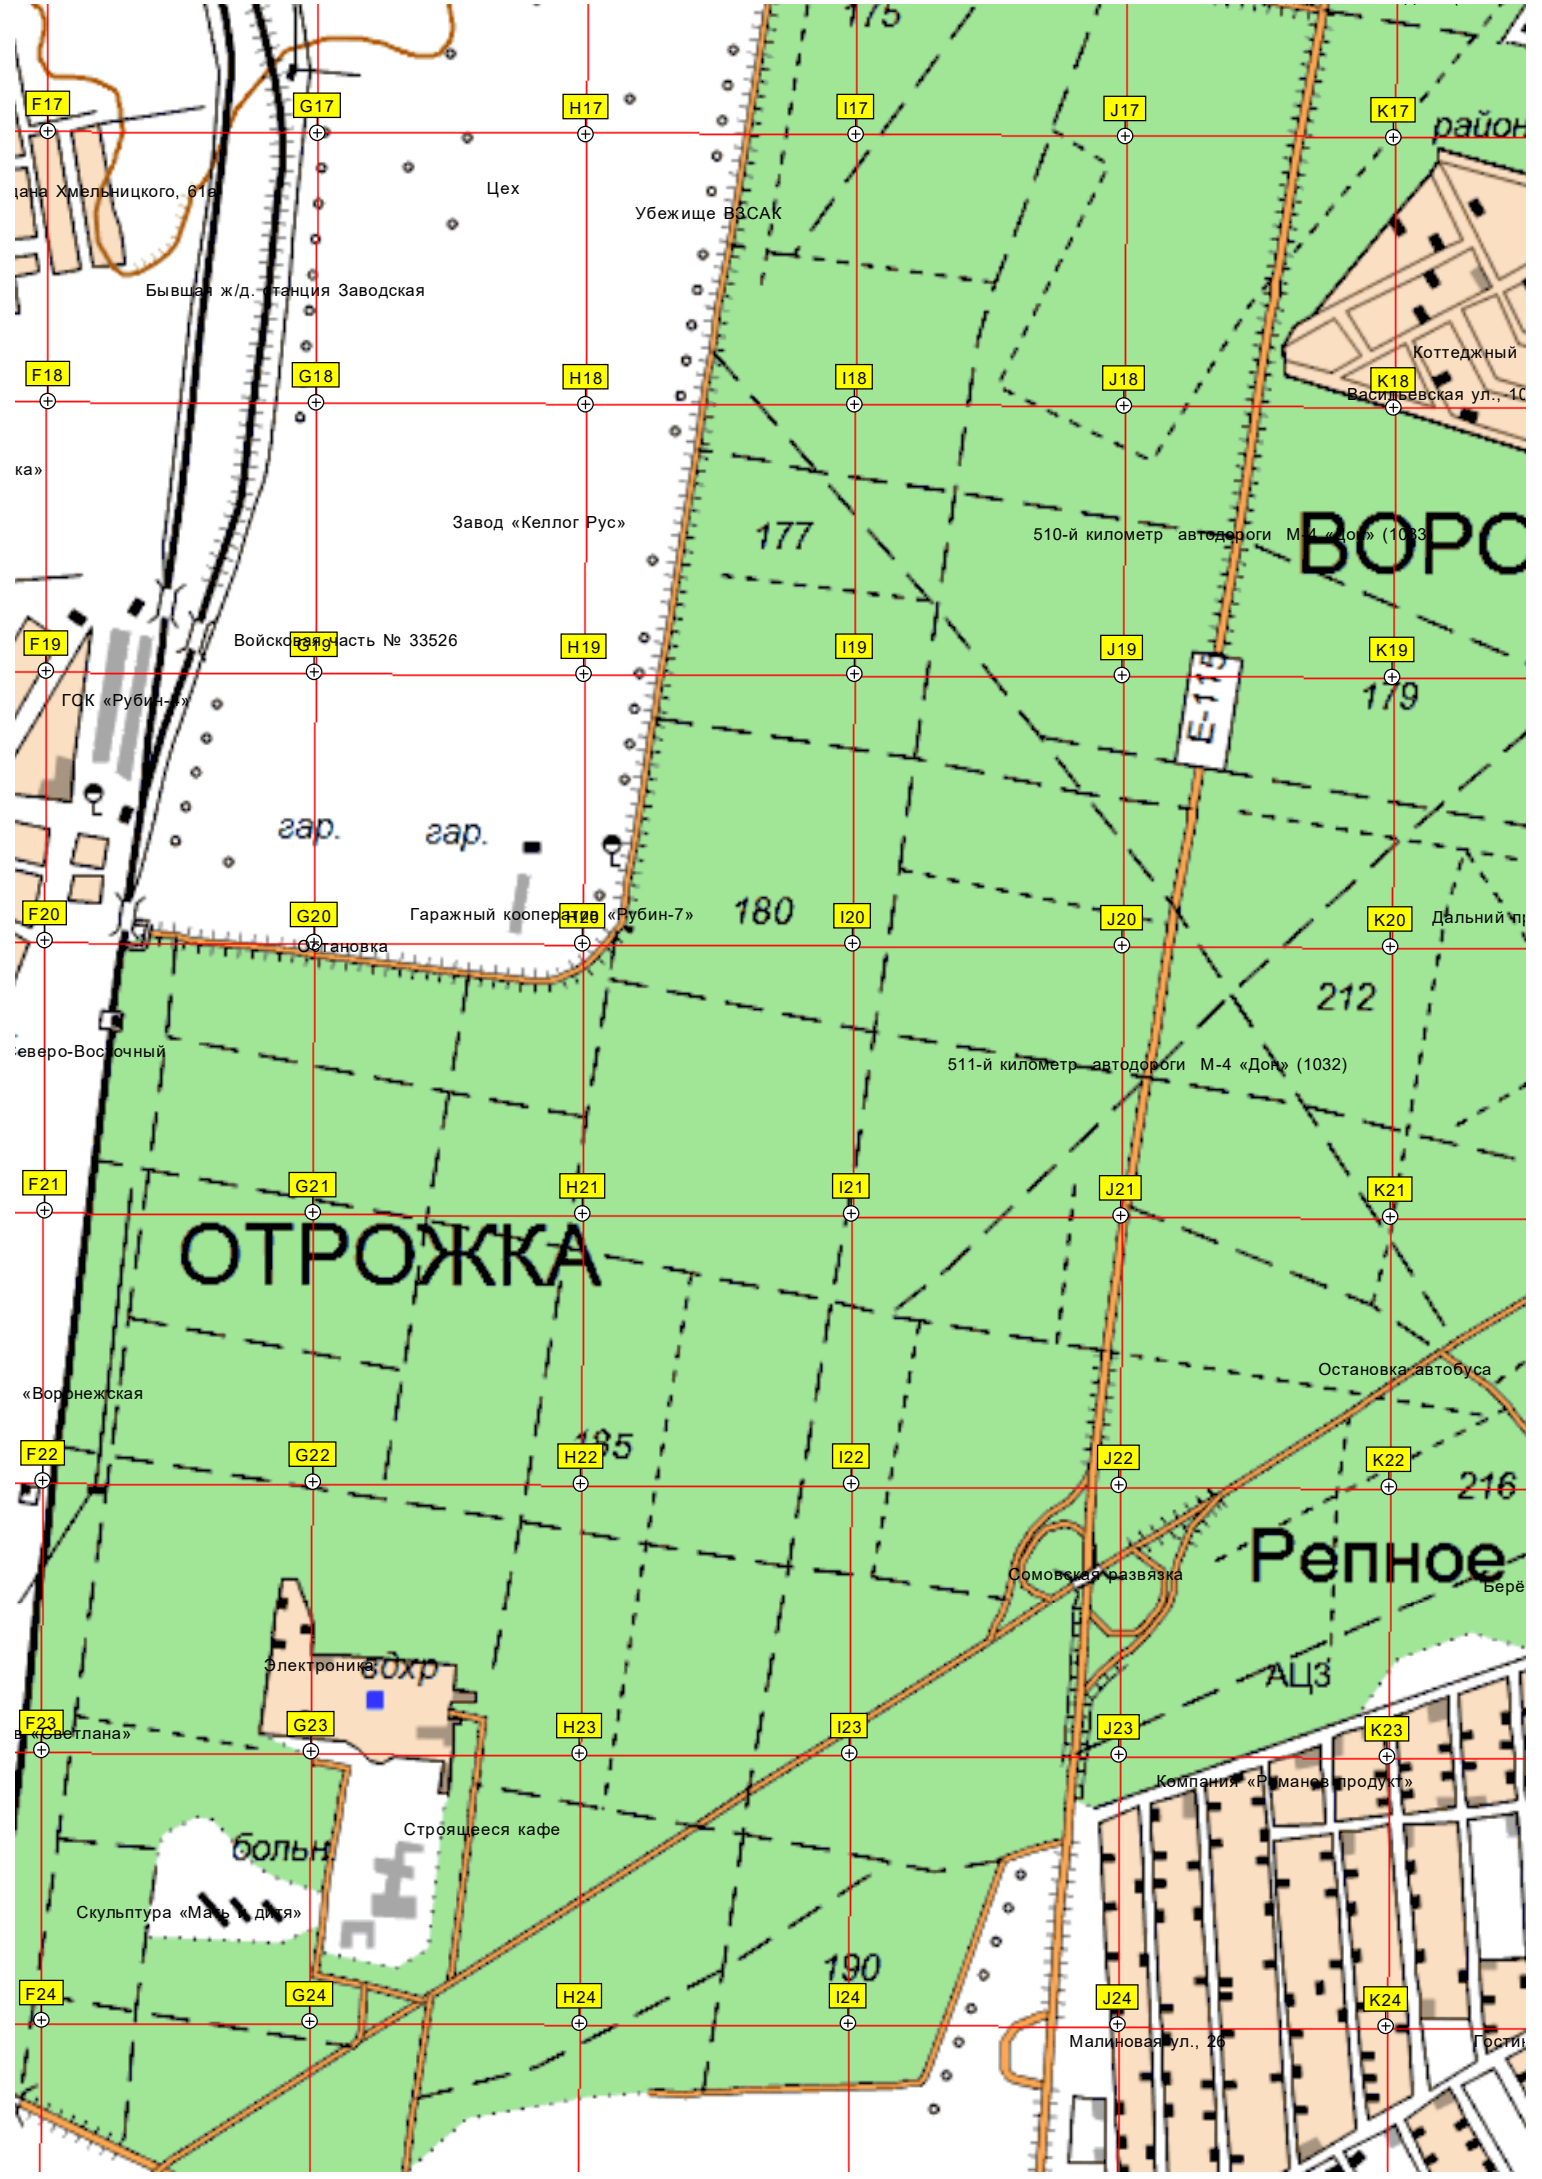 175
F17
G17
H17
I17
J17
K17
район
дана Хмельницкого, 61а
Цех
Убежище ВЗСАК
Бывшая ж/д. станция Заводская
Коттеджный
F18
G18
H18
I18
J18
K18
Васильевская ул., 10
ка»
Завод «Келлог Рус»
177
510-й километр автодороги М-4 «Дон» (1033
ВОРО
F19
Войсковая часть № 33526
G19
H19
I19
J19
K19
E-115
179
ГСК «Рубин-4»
гар.
гар.
F20
G20
Гаражный кооператив «Рубин-7»
H20
180
I20
J20
K20
Дальний п
Остановка
212
Северо-Восточный
511-й километр автодороги М-4 «Дон» (1032)
F21
G21
H21
I21
J21
K21
ОТРОЖКА
Остановка автобуса
«Воронежская
185
F22
G22
H22
I22
J22
K22
216
Репное
Сомовская развязка
Берё
Электроника
вдхр
АЦЗ
F23
G23
H23
I23
J23
K23
в «Светлана»
Компания «Романов продукт»
Строящееся кафе
больн.
Скульптура «Мать и дитя»
190
F24
G24
H24
I24
J24
K24
Малиновая ул., 26
Гости